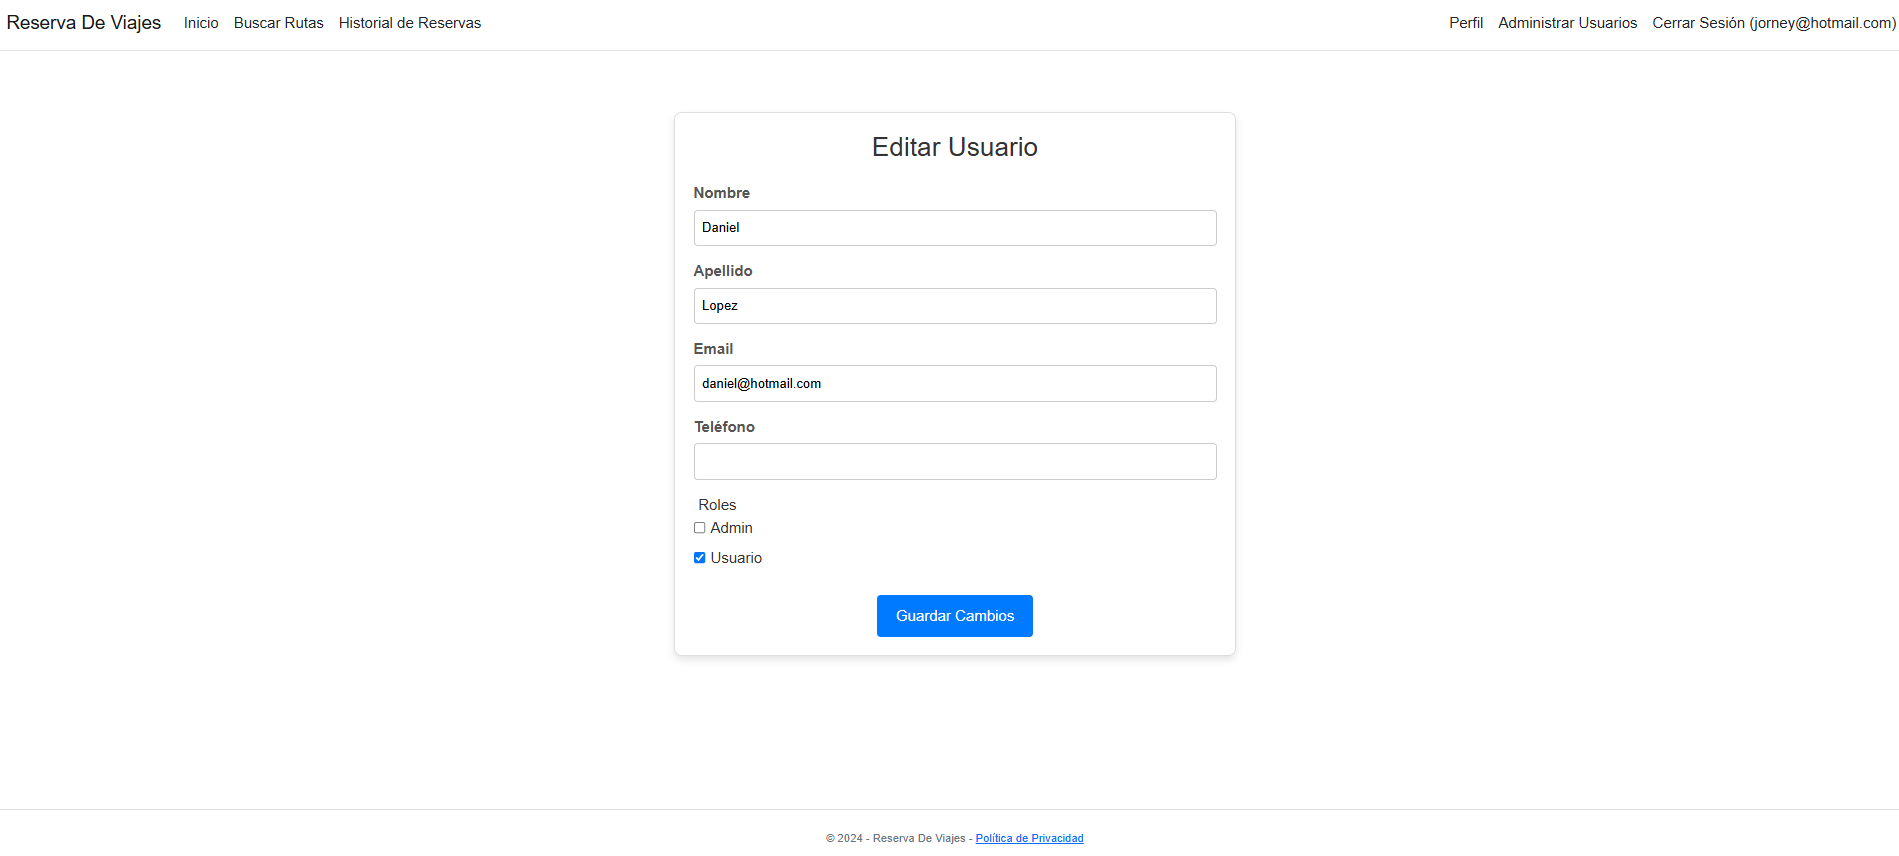 Reserva De Viajes Inicio Buscar Rutas Historial de Reservas Perfil Administrar Usuarios Cerrar Sesión (jorney@hotmail.com)
Editar Usuario
Nombre
Daniel
Apellido
Lopez
Email
daniel@hotmail.com
Teléfono
Roles
Admin
Usuario
Guardar Cambios
© 2024 - Reserva De Viajes - Política de Privacidad